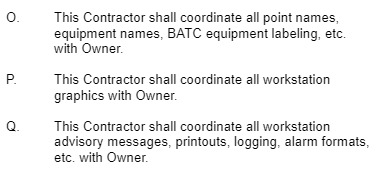 O. This Contractor shall coordinate all point names,
equipment names, BATC equipment labeling, etc.
with Owner.
P. This Contractor shall coordinate all workstation
graphics with Owner.
Q. This Contractor shall coordinate all workstation
advisory messages, printouts, logging, alarm formats,
etc. with Owner.